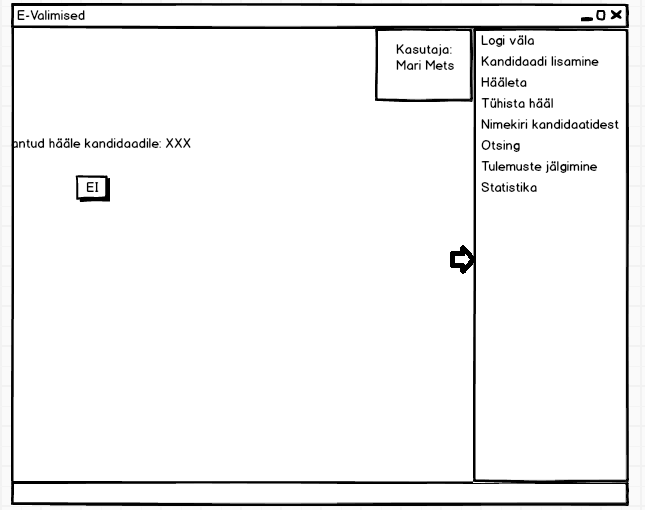 E-Valimised
Kasutaja:
Mari Mets
Logi väla
Kandidaadi lisamine
Hääleta
Tühista hääl
Nimekiri kandidaatidest
Otsing
Tulemuste jälgimine
Statistika
antud hääle kandidaadile: XXX
EI